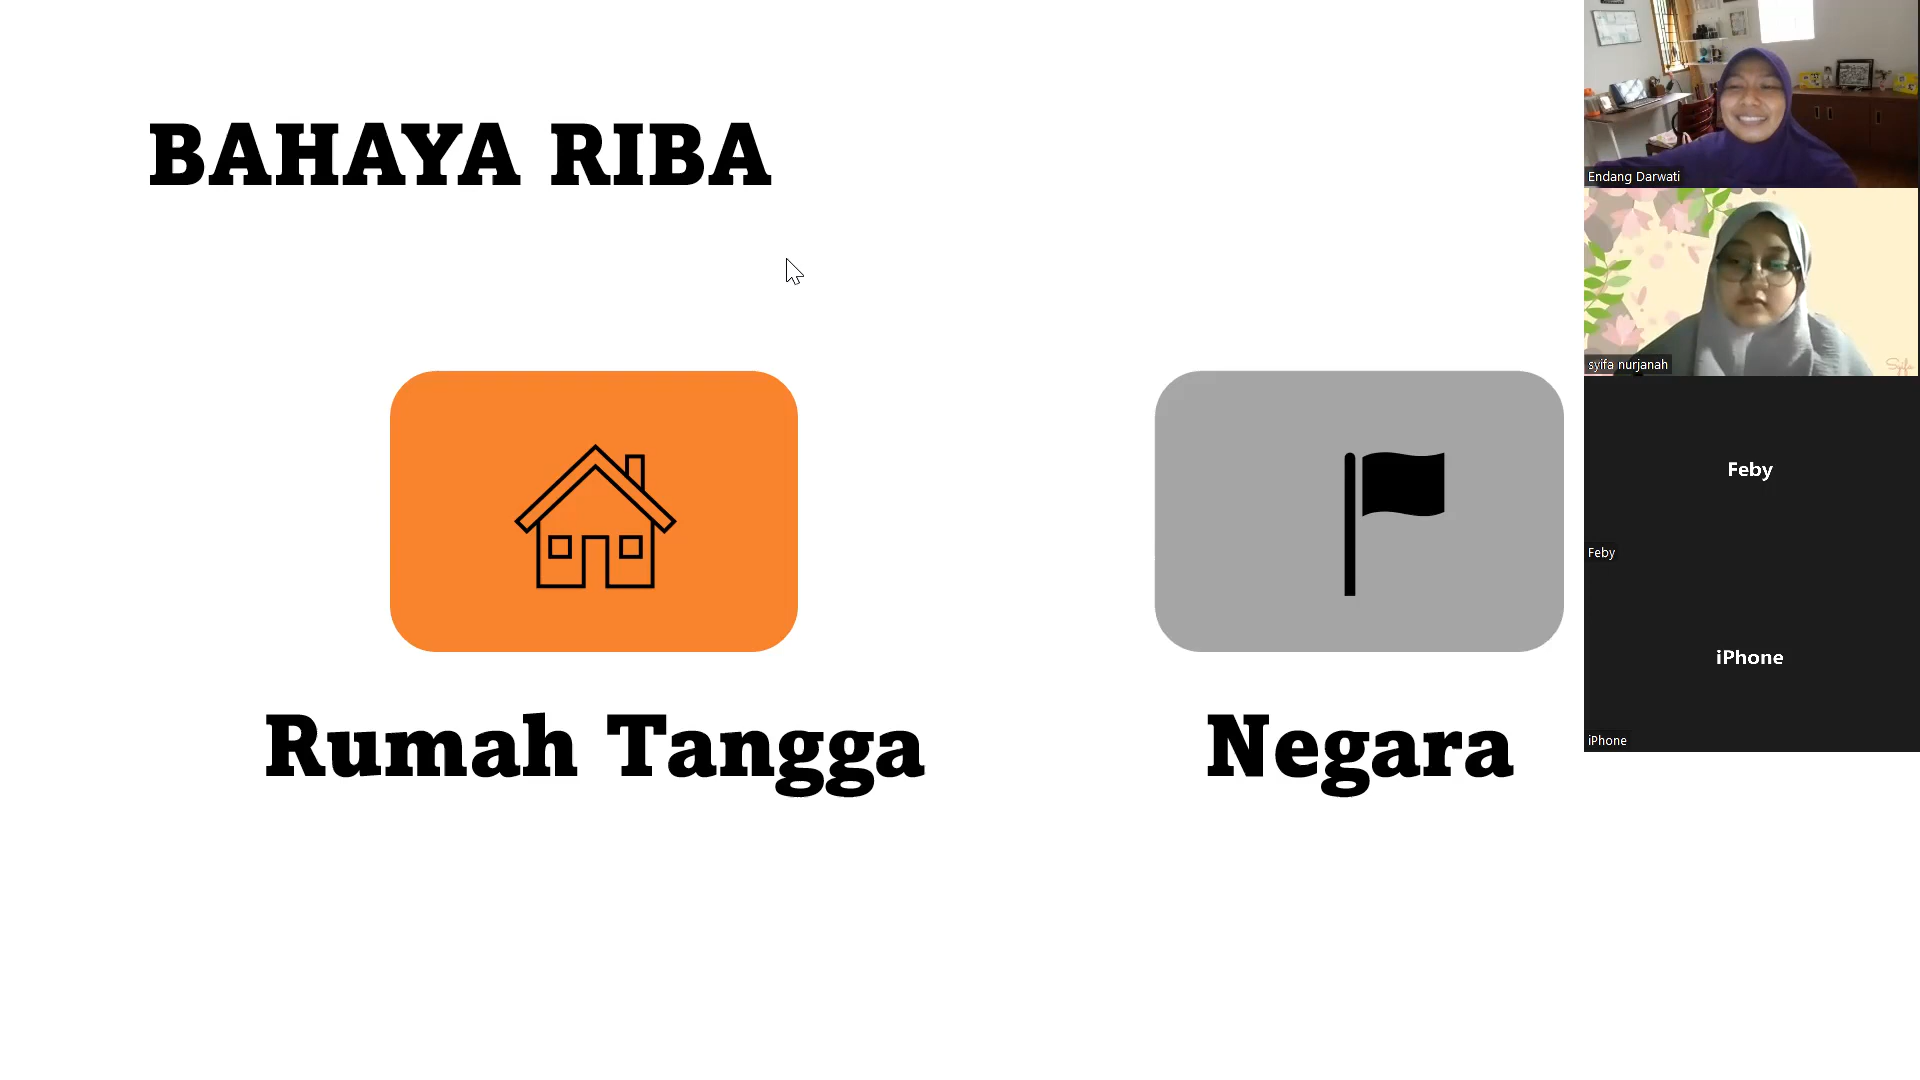 BAHAYA RIBA
Rumah Tangga
Negara
Endang Darwati
syifa nurjanah
Feby
Feby
iPhone
iPhone